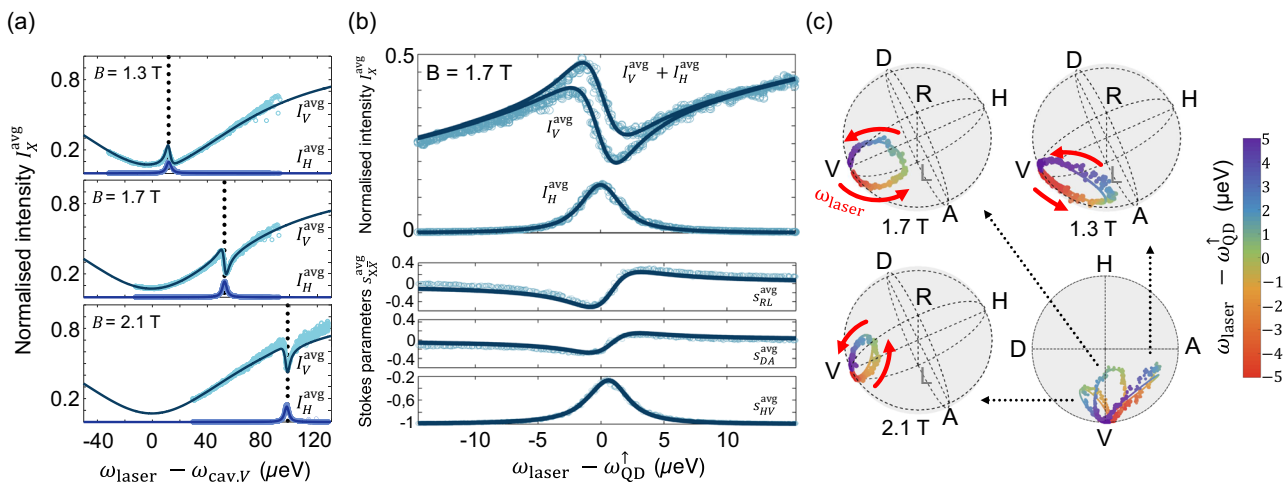 (a)
Normalised intensity I_X^avg
0.8
0.2
B = 1.3 T
I_V^avg
I_H^avg
0.8
0.2
B = 1.7 T
I_V^avg
I_H^avg
0.8
0.2
B = 2.1 T
I_V^avg
I_H^avg
-40 0 40 80 120
ω_laser − ω_cav.V (μeV)
(b)
Normalised intensity I_X^avg
0.5
0
B = 1.7 T
I_V^avg + I_H^avg
I_V^avg
I_H^avg
Stokes parameters s_XX̄^avg
0.4
0
-0.4
s_RL^avg
0.4
0
-0.4
s_DA^avg
-0.2
-0.6
-1
s_HV^avg
−10 −5 0 5 10
ω_laser − ω_QD^↑ (μeV)
(c)
D
R
H
V
L
A
ω_laser
1.7 T
D
R
H
V
L
A
1.3 T
D
R
H
V
L
A
2.1 T
H
D
A
V
5
4
3
2
1
0
−1
−2
−3
−4
−5
ω_laser − ω_QD^↑ (μeV)